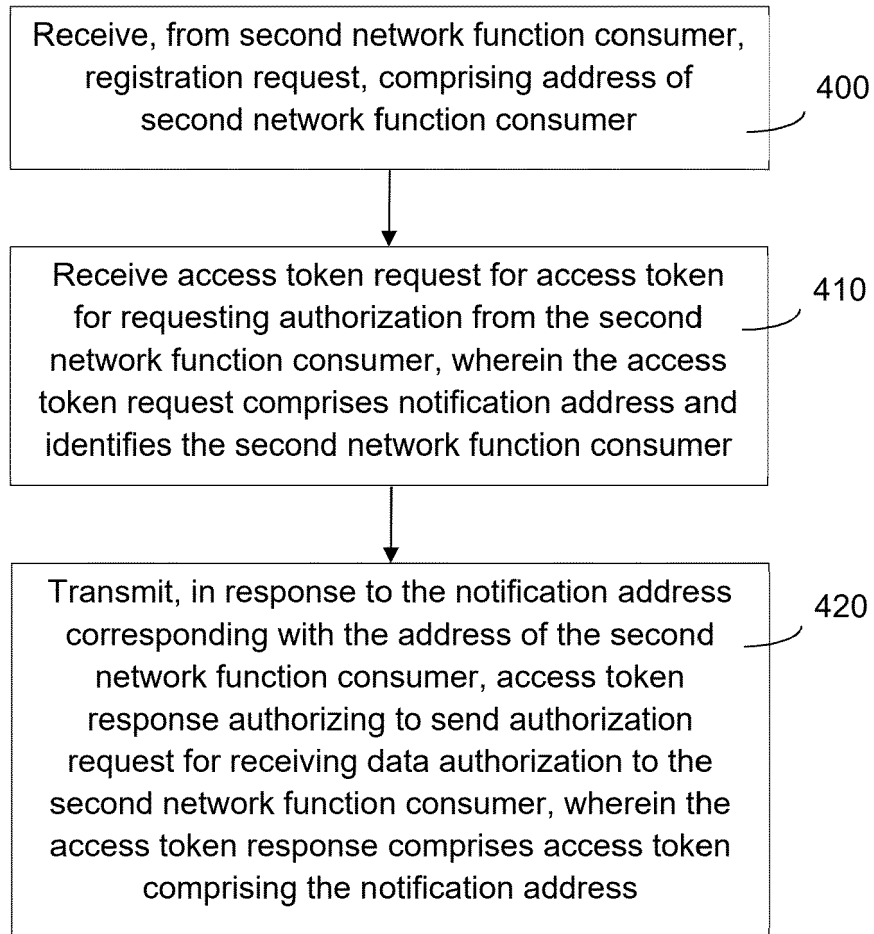 Receive, from second network function consumer,
registration request, comprising address of
second network function consumer
400
Receive access token request for access token
for requesting authorization from the second
network function consumer, wherein the access
token request comprises notification address and
identifies the second network function consumer
410
Transmit, in response to the notification address
corresponding with the address of the second
network function consumer, access token
response authorizing to send authorization
request for receiving data authorization to the
second network function consumer, wherein the
access token response comprises access token
comprising the notification address
420